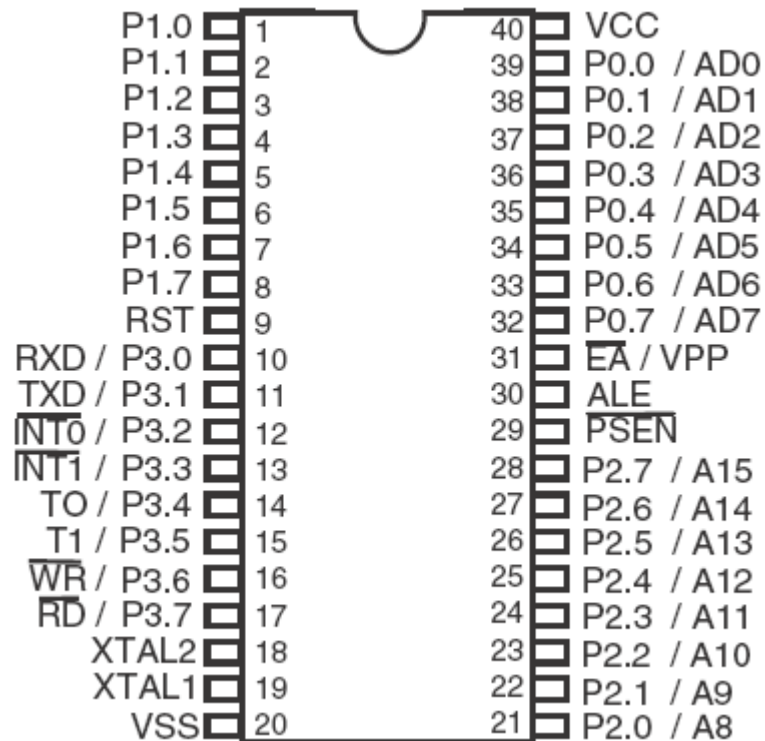 P1.0 1 40 VCC
P1.1 2 39 P0.0 / AD0
P1.2 3 38 P0.1 / AD1
P1.3 4 37 P0.2 / AD2
P1.4 5 36 P0.3 / AD3
P1.5 6 35 P0.4 / AD4
P1.6 7 34 P0.5 / AD5
P1.7 8 33 P0.6 / AD6
RST 9 32 P0.7 / AD7
RXD / P3.0 10 31 E̅A̅ / VPP
TXD / P3.1 11 30 ALE
I̅N̅T̅0̅ / P3.2 12 29 P̅S̅E̅N̅
I̅N̅T̅1̅ / P3.3 13 28 P2.7 / A15
TO / P3.4 14 27 P2.6 / A14
T1 / P3.5 15 26 P2.5 / A13
W̅R̅ / P3.6 16 25 P2.4 / A12
R̅D̅ / P3.7 17 24 P2.3 / A11
XTAL2 18 23 P2.2 / A10
XTAL1 19 22 P2.1 / A9
VSS 20 21 P2.0 / A8